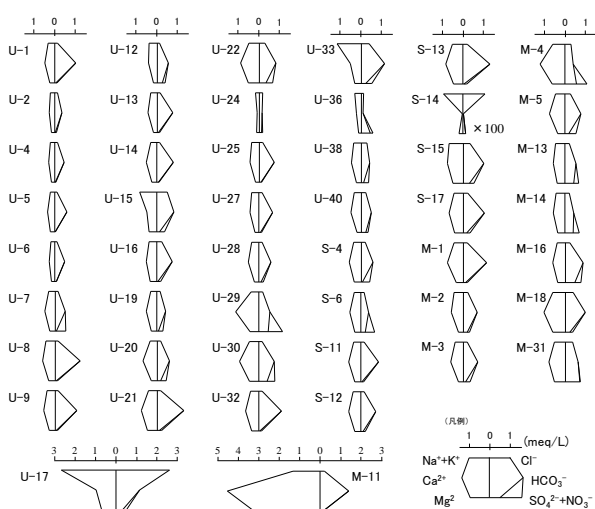 1 0 1
1 0 1
1 0 1
1 0 1
1 0 1
1 0 1
U-1
U-2
U-4
U-5
U-6
U-7
U-8
U-9
U-12
U-13
U-14
U-15
U-16
U-19
U-20
U-21
U-22
U-24
U-25
U-27
U-28
U-29
U-30
U-32
U-33
U-36
U-38
U-40
S-4
S-6
S-11
S-12
S-13
S-14
×100
S-15
S-17
M-1
M-2
M-3
M-4
M-5
M-13
M-14
M-16
M-18
M-31
3 2 1 0 1 2 3
U-17
5 4 3 2 1 0 1 2 3
M-11
(凡例)
1 0 1 (meq/L)
Na⁺+K⁺ Cl⁻
Ca²⁺ HCO₃⁻
Mg² SO₄²⁻+NO₃⁻